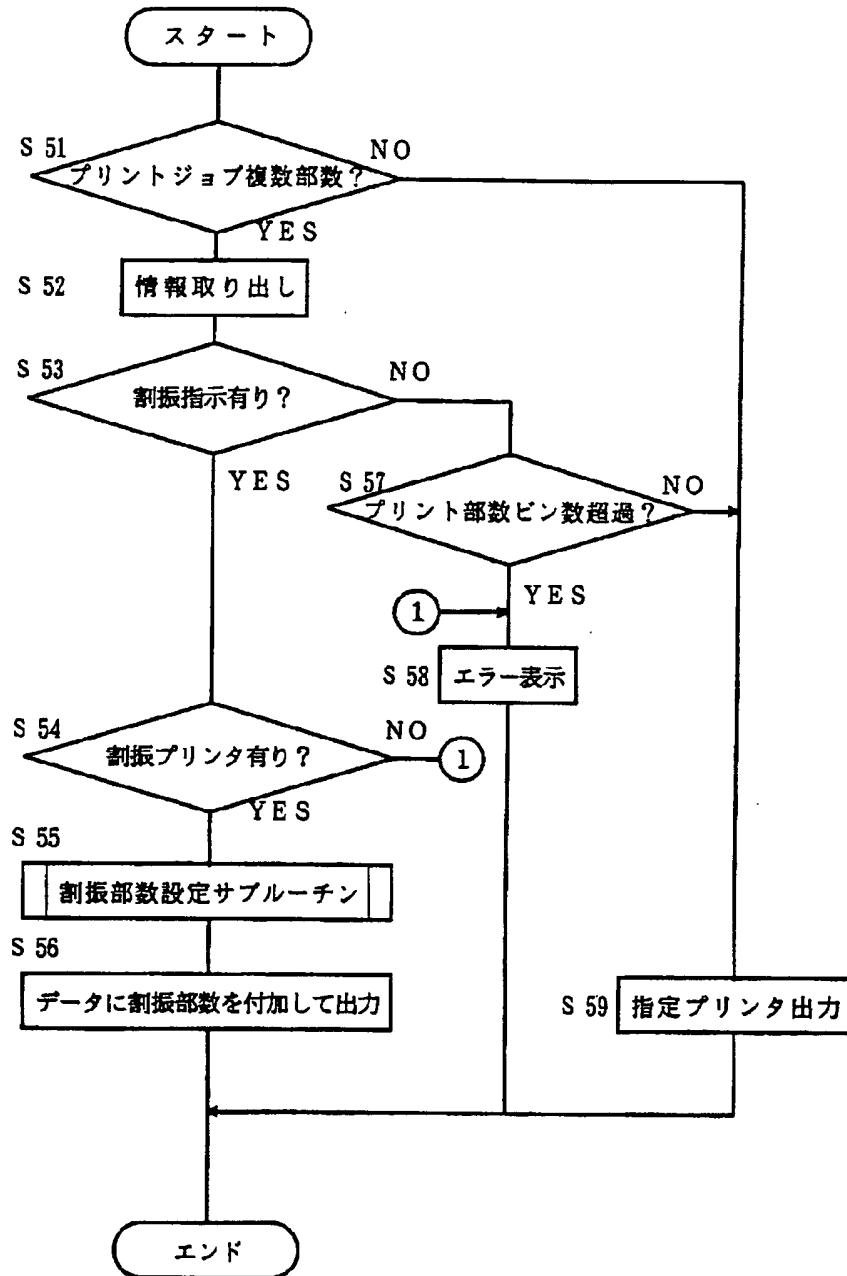 スタート
S 51
プリントジョブ複数部数?
NO
YES
S 52
情報取り出し
S 53
割振指示有り?
NO
YES
S 57
プリント部数ビン数超過?
NO
YES
1
S 58
エラー表示
S 54
割振プリンタ有り?
NO
1
YES
S 55
割振部数設定サブルーチン
S 56
データに割振部数を付加して出力
S 59
指定プリンタ出力
エンド